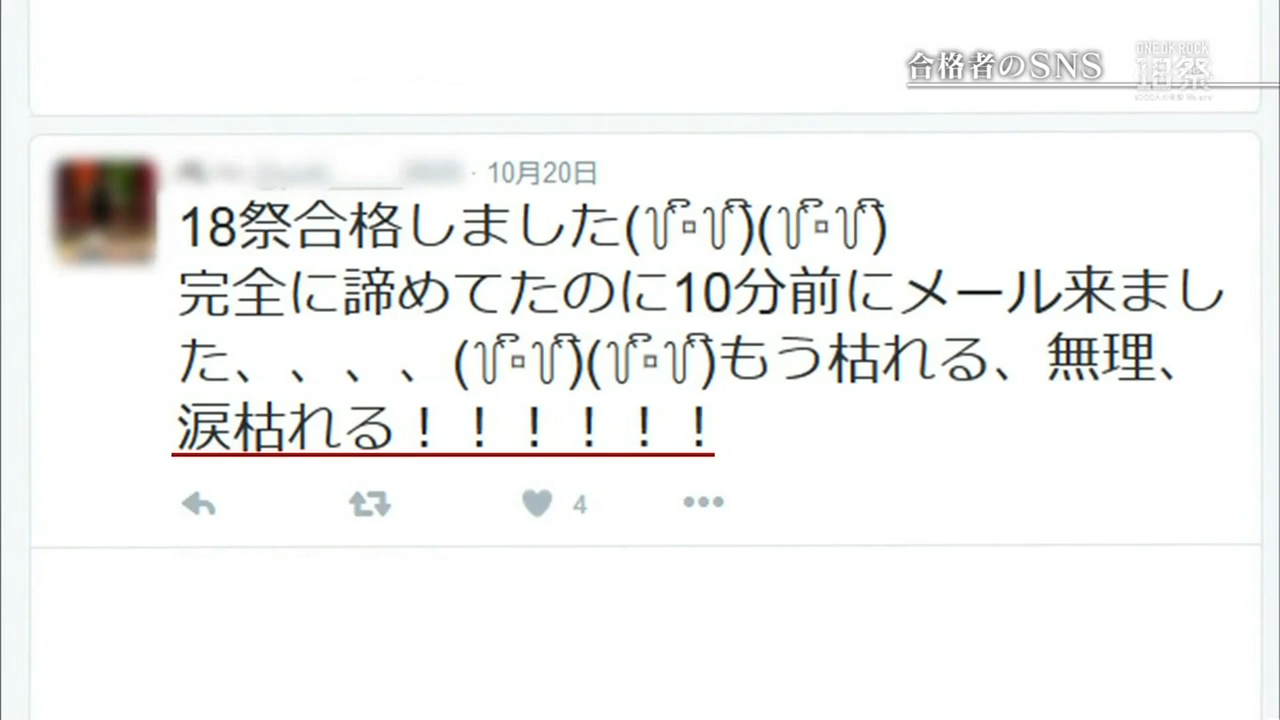 合格者のSNS
ONE OK ROCK
18祭
· 10月20日
18祭合格しました(༎ຶ▫༎ຶ)(༎ຶ▫༎ຶ)
完全に諦めてたのに10分前にメール来まし
た、、、、(༎ຶ▫༎ຶ)(༎ຶ▫༎ຶ)もう枯れる、無理、
涙枯れる！！！！！！
4